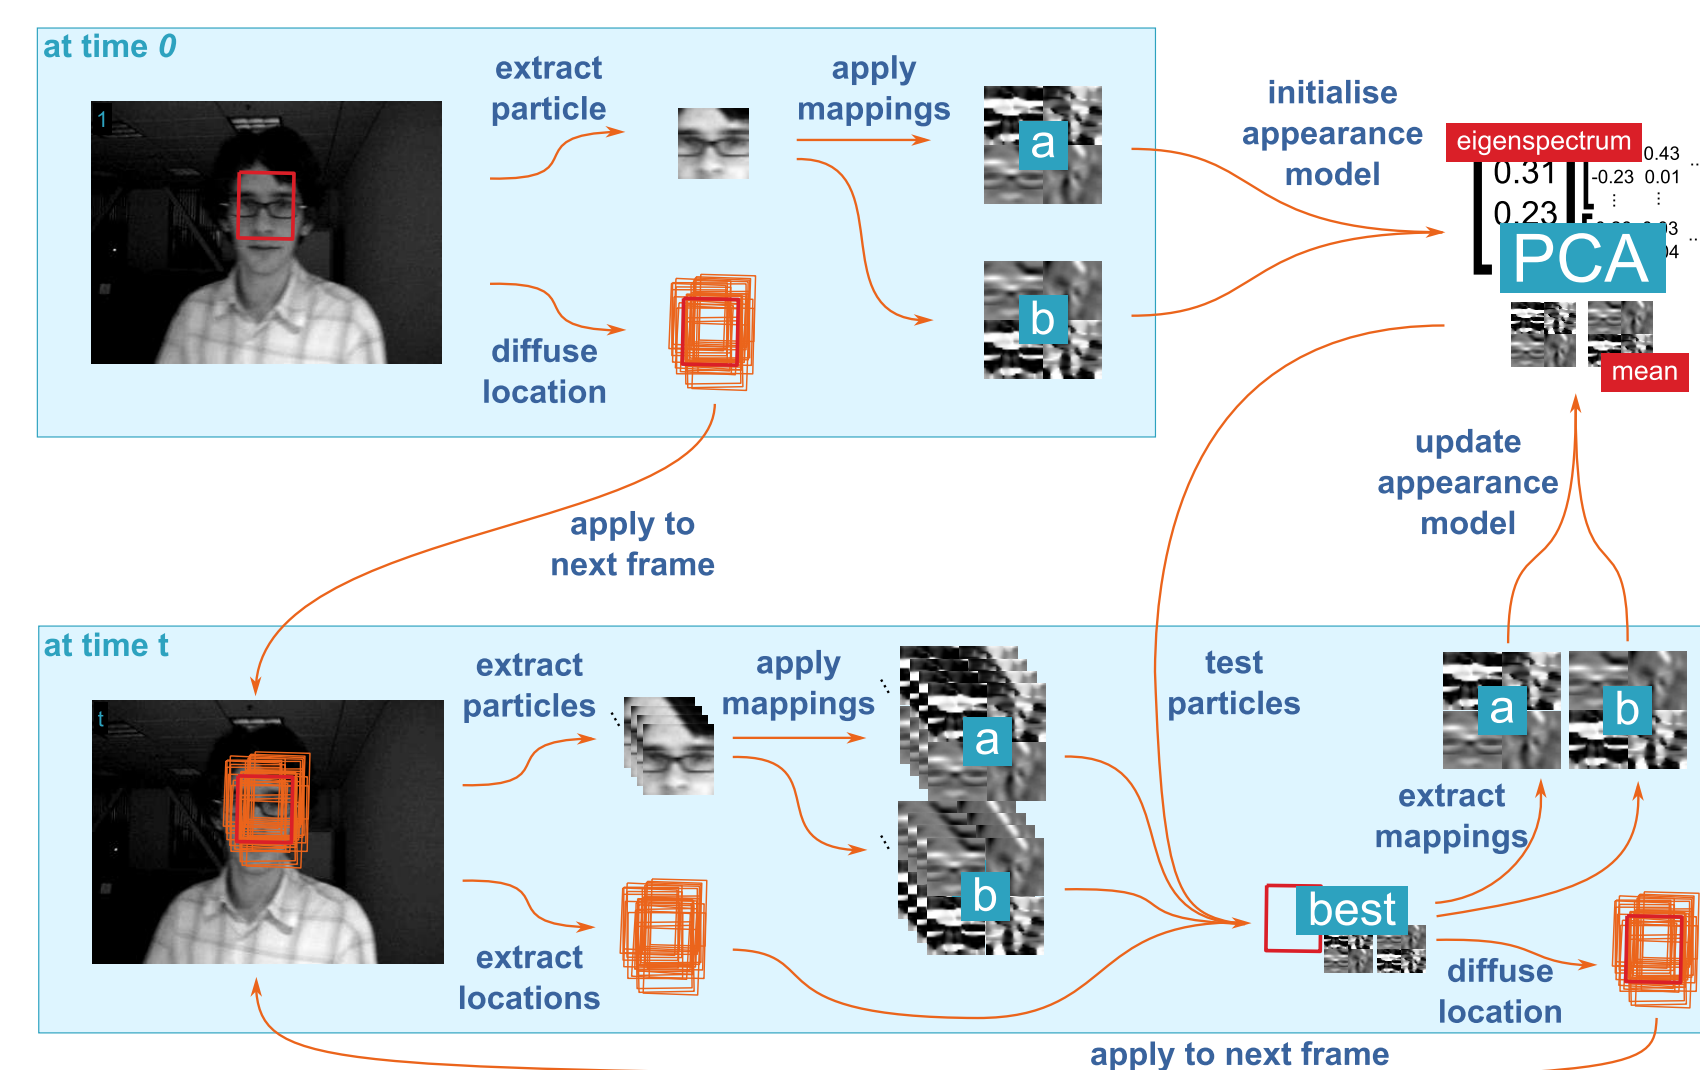 at time 0
1
extract
particle
apply
mappings
a
b
diffuse
location
initialise
appearance
model
eigenspectrum
0.31
0.23
0.43
-0.23 0.01
PCA
mean
apply to
next frame
update
appearance
model
at time t
t
extract
particles
apply
mappings
a
b
extract
locations
test
particles
a
b
extract
mappings
best
diffuse
location
apply to next frame